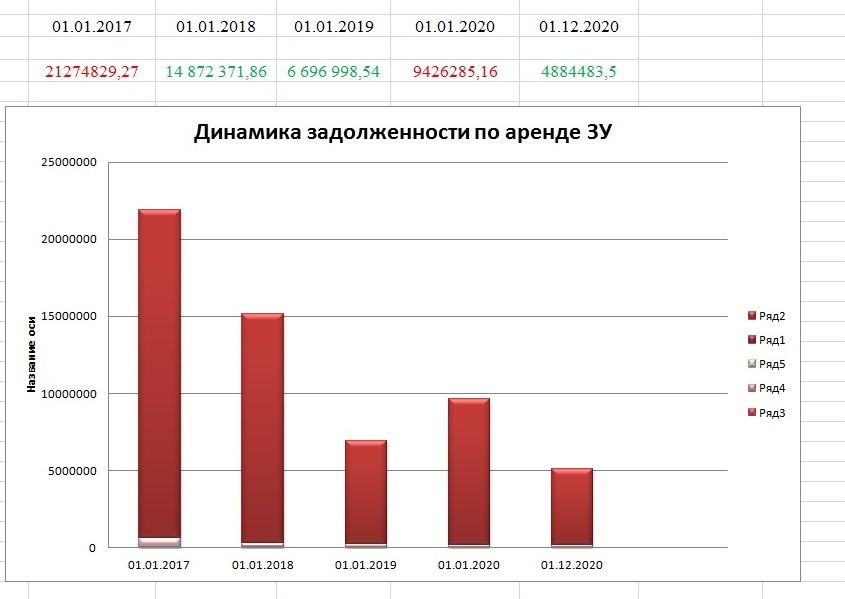 01.01.2017 01.01.2018 01.01.2019 01.01.2020 01.12.2020
21274829,27 14 872 371,86 6 696 998,54 9426285,16 4884483,5
Динамика задолженности по аренде ЗУ
25000000
20000000
15000000
10000000
5000000
0
Название оси
01.01.2017 01.01.2018 01.01.2019 01.01.2020 01.12.2020
Ряд2
Ряд1
Ряд5
Ряд4
Ряд3